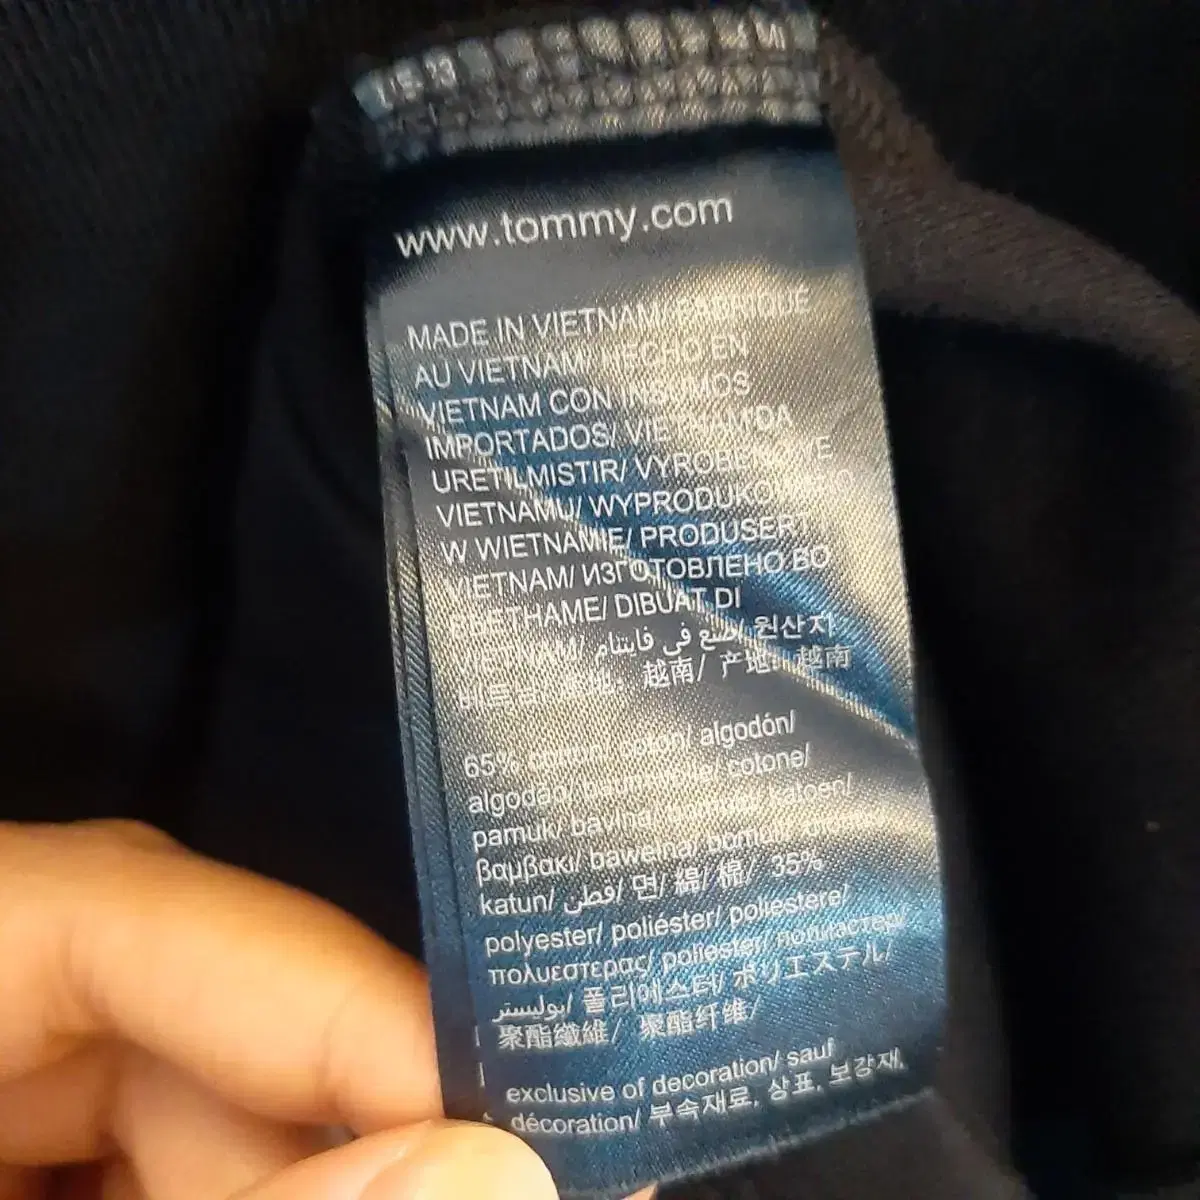 www.tommy.com
MADE IN VIETNAM/ FABRIQUÉ
AU VIETNAM/ HECHO EN
VIETNAM CON INSUMOS
IMPORTADOS/ VIETNAM'DA
URETILMISTIR/ VYROBENO VE
VIETNAMU/ WYPRODUKOWANO
W WIETNAMIE/ PRODUSERT I
VIETNAM/ ИЗГОТОВЛЕНО ВО
ВЬЕТНАМЕ/ DIBUAT DI
VIETNAM/ صنع في فايتنام/ 원산지
베트남/ 産地: 越南/ 产地: 越南
65% cotton/ coton/ algodón/
algodão/ baumwolle/ cotone/
pamuk/ bavlna/ katoen/
βαμβακι/ bawełna/ bomull/
katun/ قطن/ 면/ 綿/ 棉/ 35%
polyester/ poliéster/ poliestere/
πολυεστερας/ poliester/ полиэстер/
بوليستر/ 폴리에스터/ ポリエステル/
聚酯纖維/ 聚酯纤维/
exclusive of decoration/ sauf
décoration/ 부속재료, 상표, 보강재,